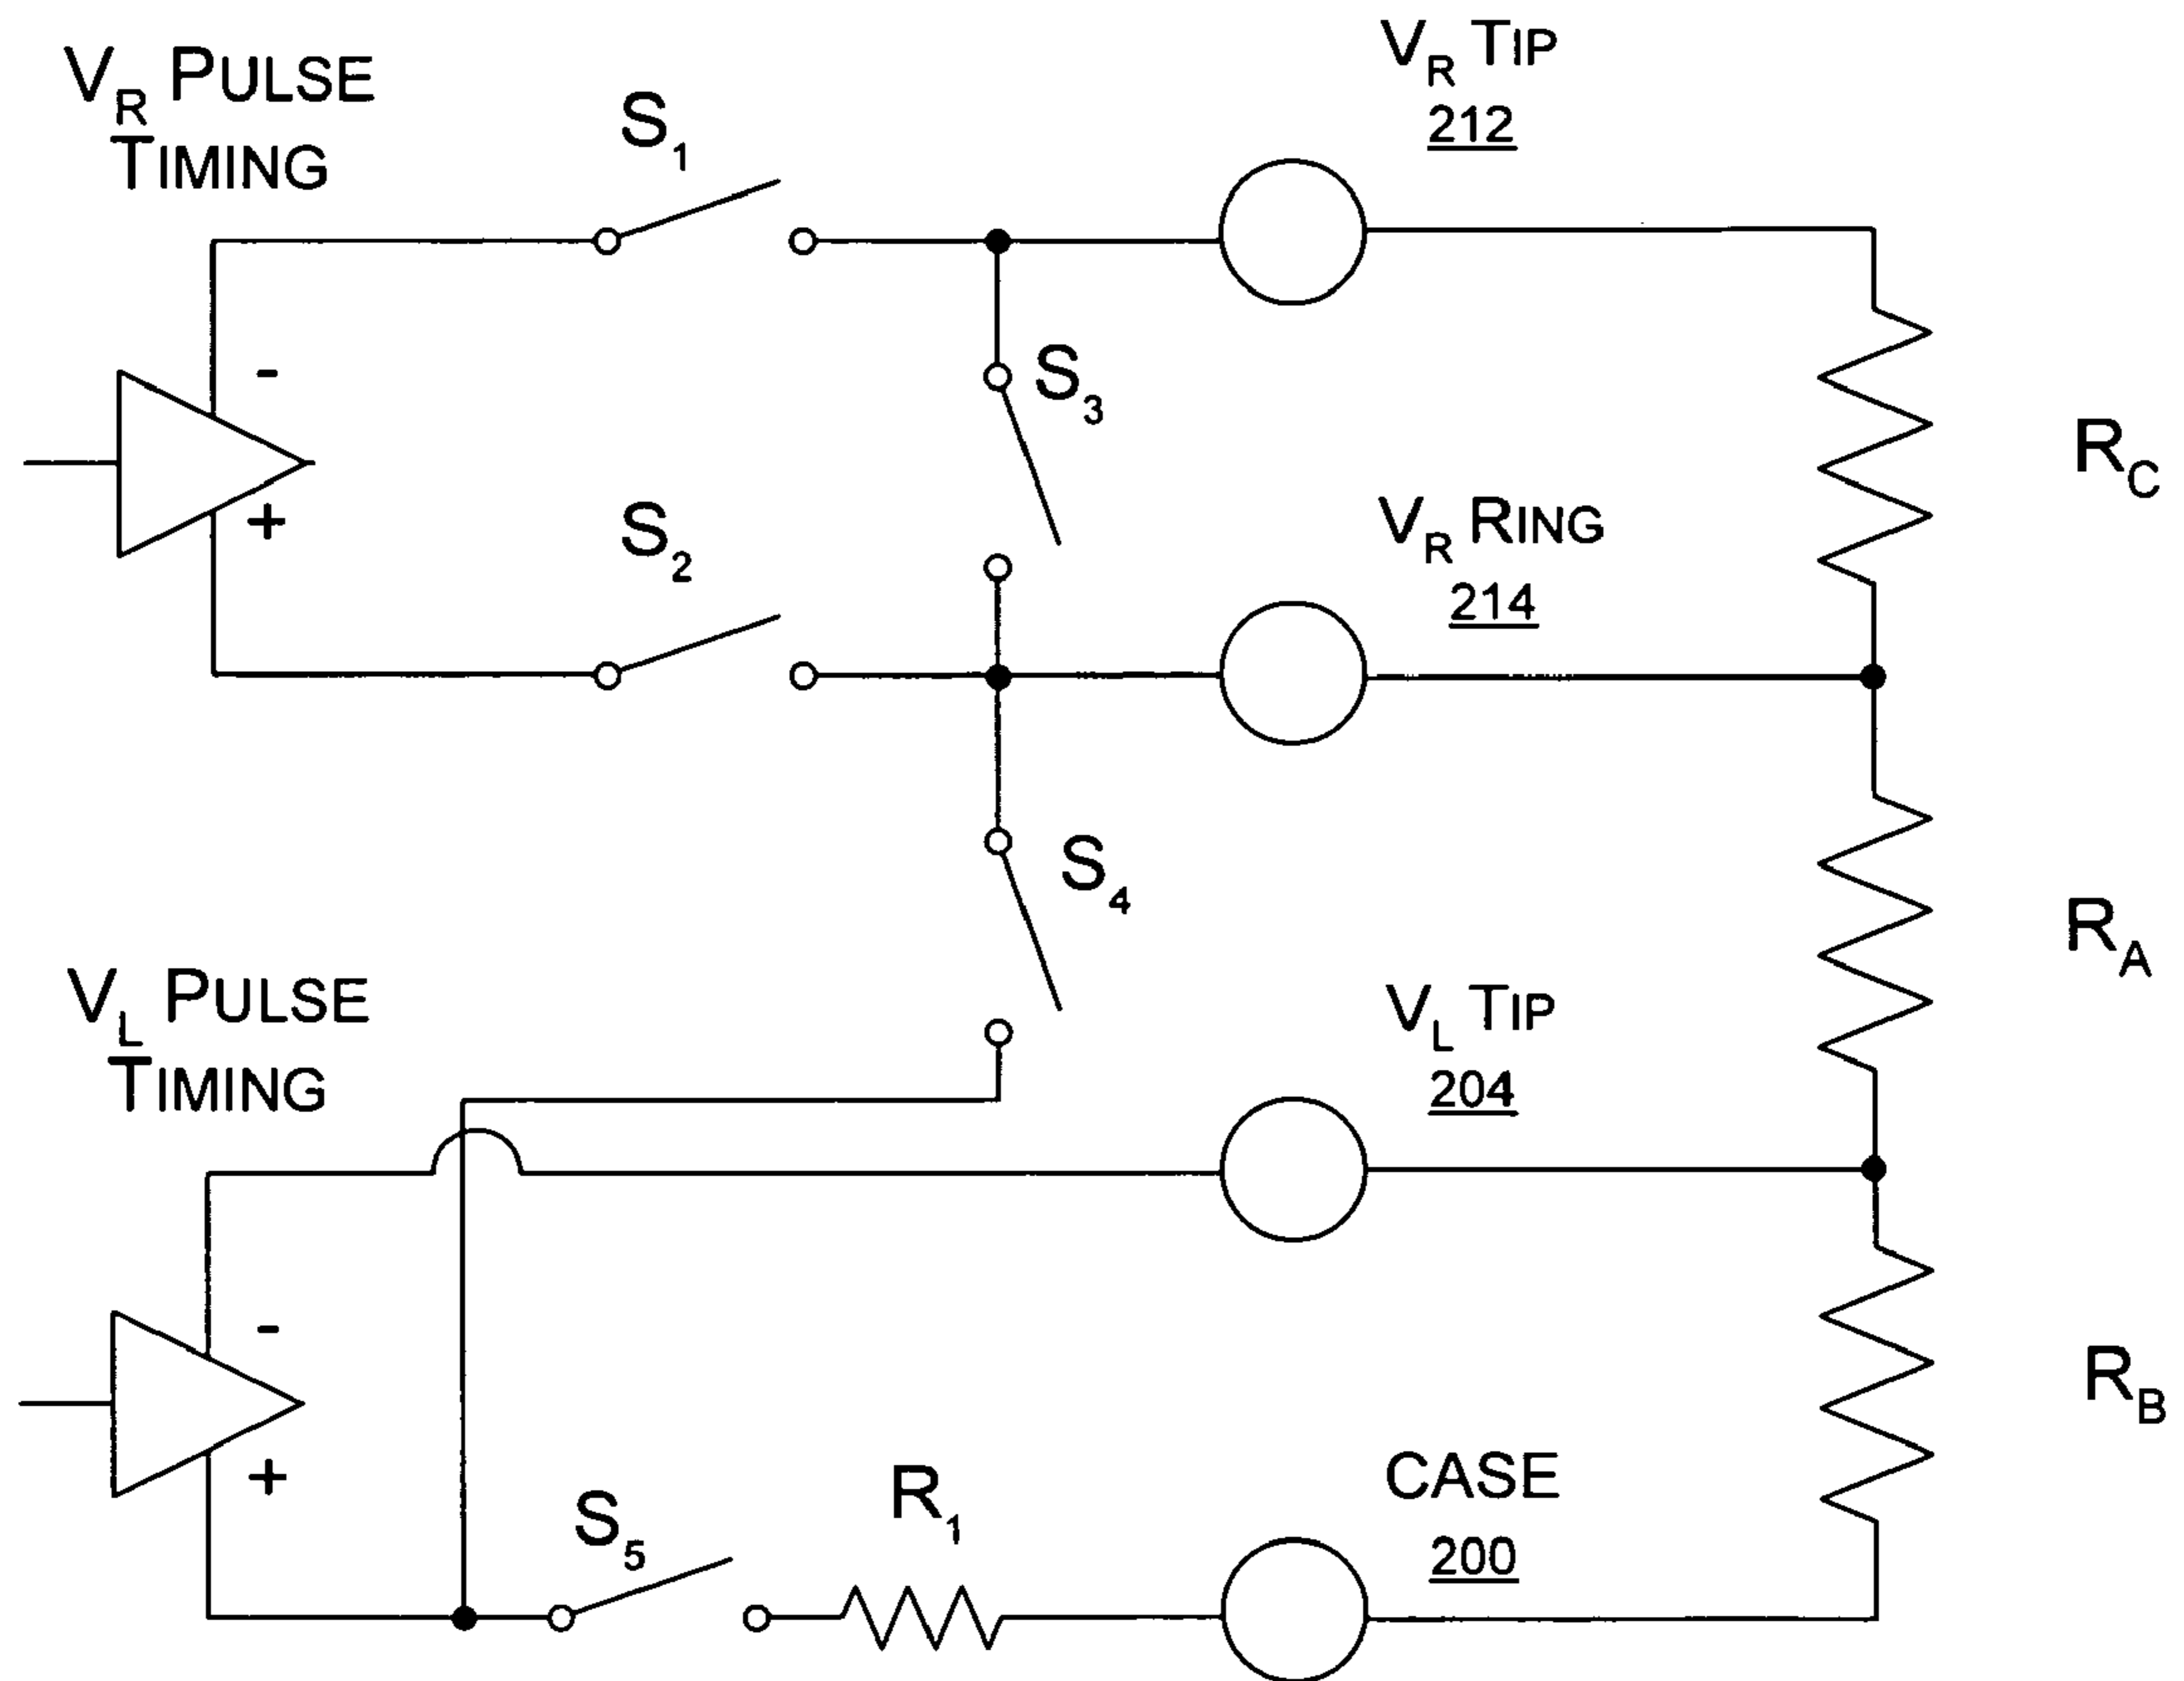 VR PULSE
TIMING
S1
VR TIP
212
-
+
S3
RC
S2
VR RING
214
S4
RA
VL PULSE
TIMING
VL TIP
204
-
+
S5
R1
CASE
200
RB